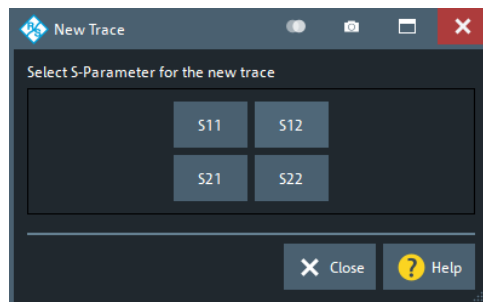 New Trace
Select S-Parameter for the new trace
S11 S12
S21 S22
Close ? Help